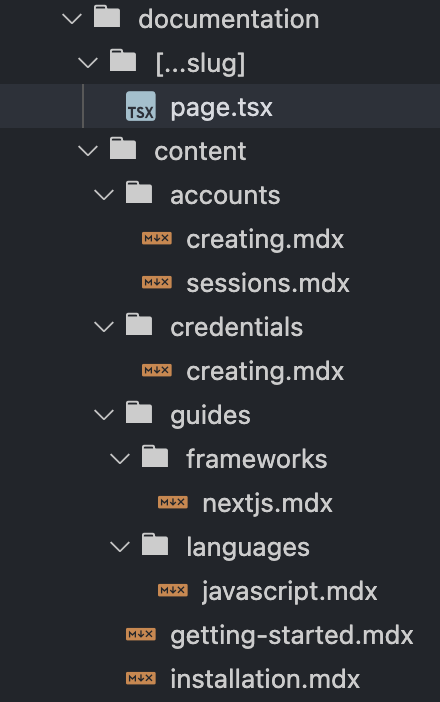 documentation
[...slug]
TSX page.tsx
content
accounts
M↓X creating.mdx
M↓X sessions.mdx
credentials
M↓X creating.mdx
guides
frameworks
M↓X nextjs.mdx
languages
M↓X javascript.mdx
M↓X getting-started.mdx
M↓X installation.mdx